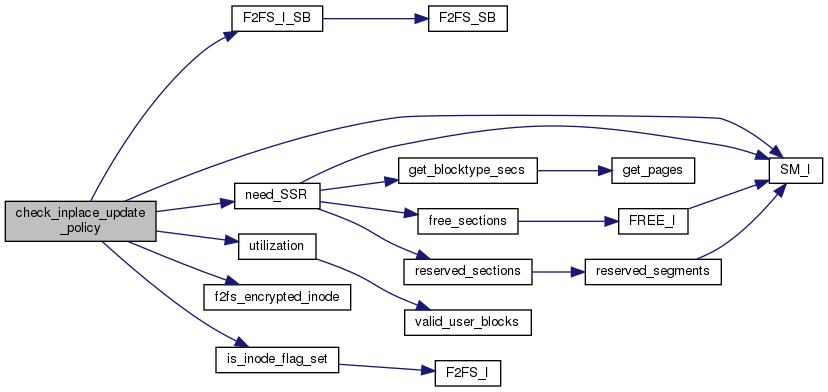 F2FS_I_SB
F2FS_SB
SM_I
get_blocktype_secs
get_pages
need_SSR
check_inplace_update
_policy
free_sections
FREE_I
utilization
reserved_sections
reserved_segments
f2fs_encrypted_inode
valid_user_blocks
is_inode_flag_set
F2FS_I